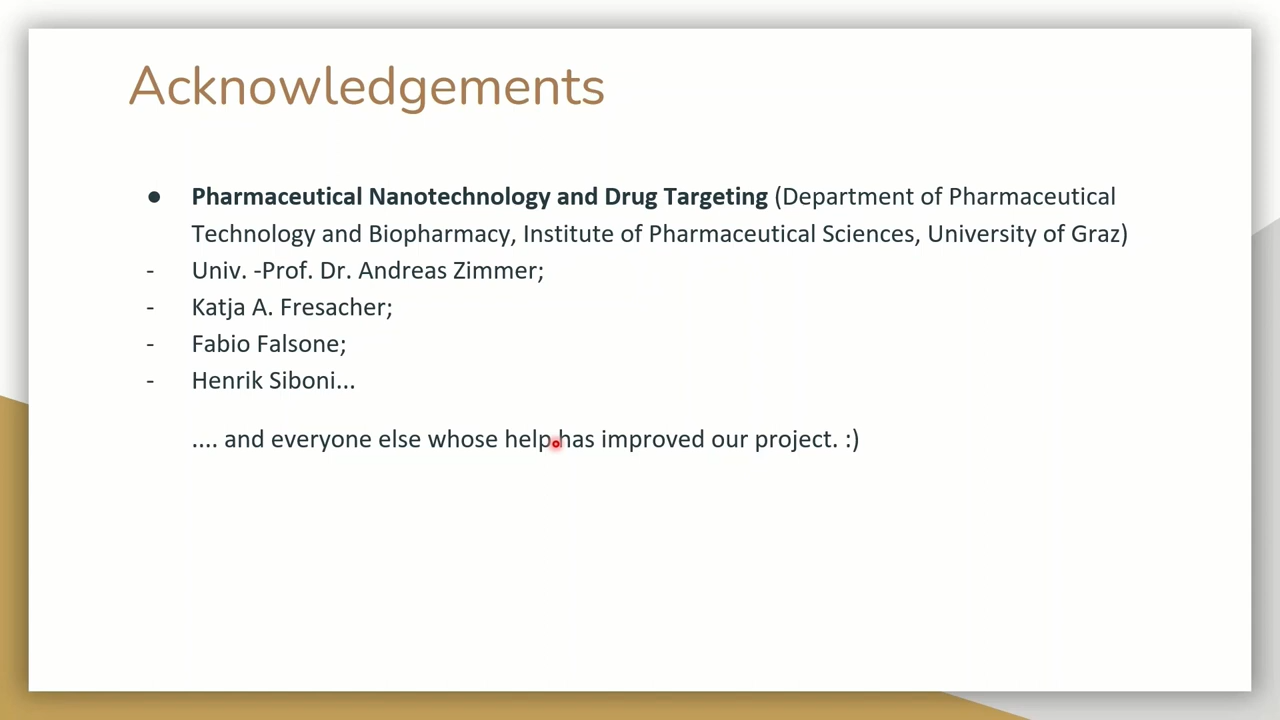 Acknowledgements
● Pharmaceutical Nanotechnology and Drug Targeting (Department of Pharmaceutical
Technology and Biopharmacy, Institute of Pharmaceutical Sciences, University of Graz)
- Univ. -Prof. Dr. Andreas Zimmer;
- Katja A. Fresacher;
- Fabio Falsone;
- Henrik Siboni...
.... and everyone else whose help has improved our project. :)